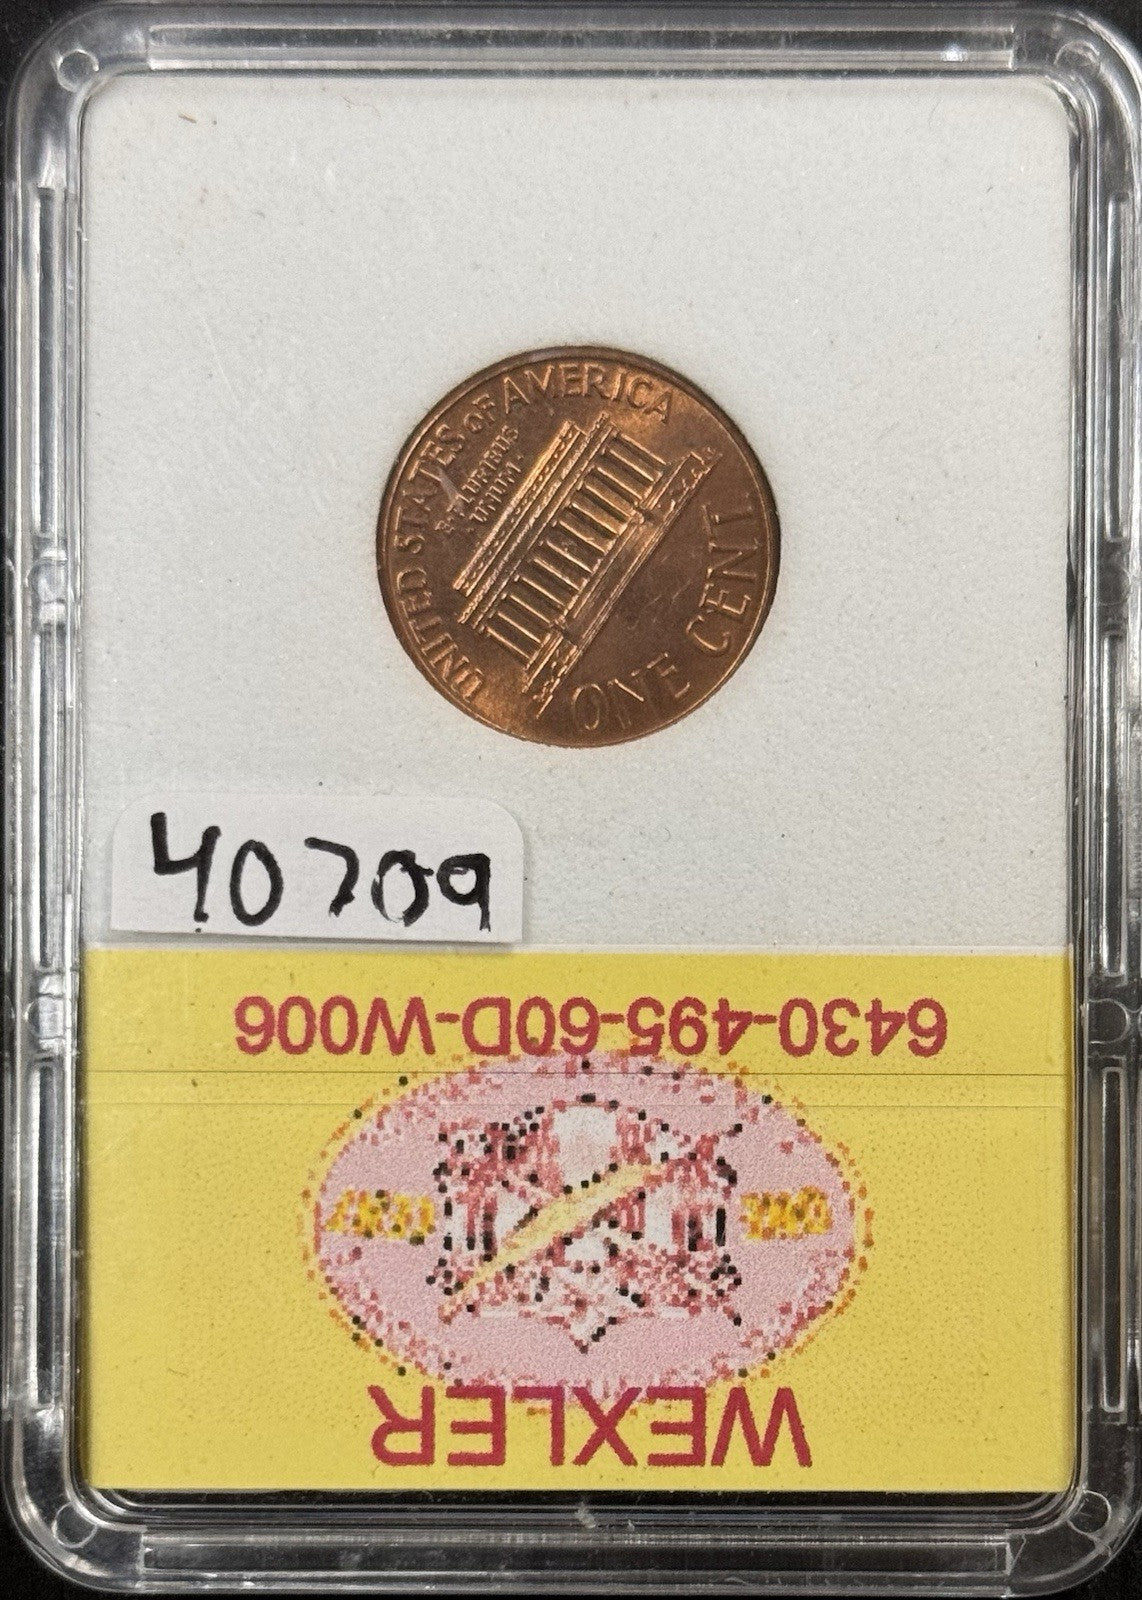 UNITED STATES OF AMERICA
E·PLURIBUS
·UNUM·
ONE CENT
40709
6430-495-60D-W006
WEXLER